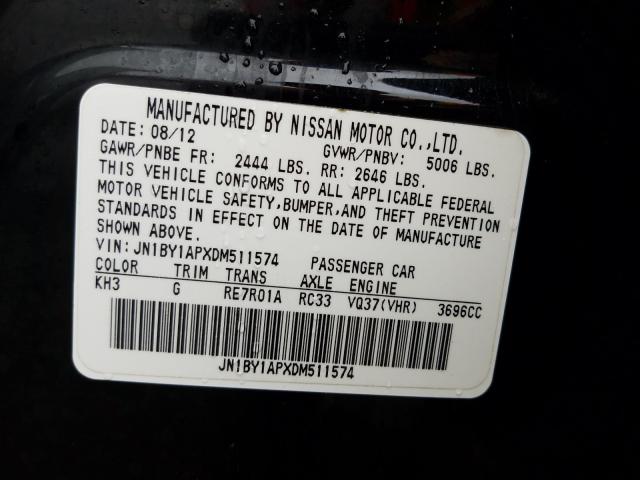 MANUFACTURED BY NISSAN MOTOR CO.,LTD.
DATE: 08/12 GVWR/PNBV: 5006 LBS.
GAWR/PNBE FR: 2444 LBS. RR: 2646 LBS.
THIS VEHICLE CONFORMS TO ALL APPLICABLE FEDERAL
MOTOR VEHICLE SAFETY,BUMPER,AND THEFT PREVENTION
STANDARDS IN EFFECT ON THE DATE OF MANUFACTURE
SHOWN ABOVE.
VIN: JN1BY1APXDM511574 PASSENGER CAR
COLOR TRIM TRANS AXLE ENGINE
KH3 G RE7R01A RC33 VQ37(VHR) 3696CC
JN1BY1APXDM511574